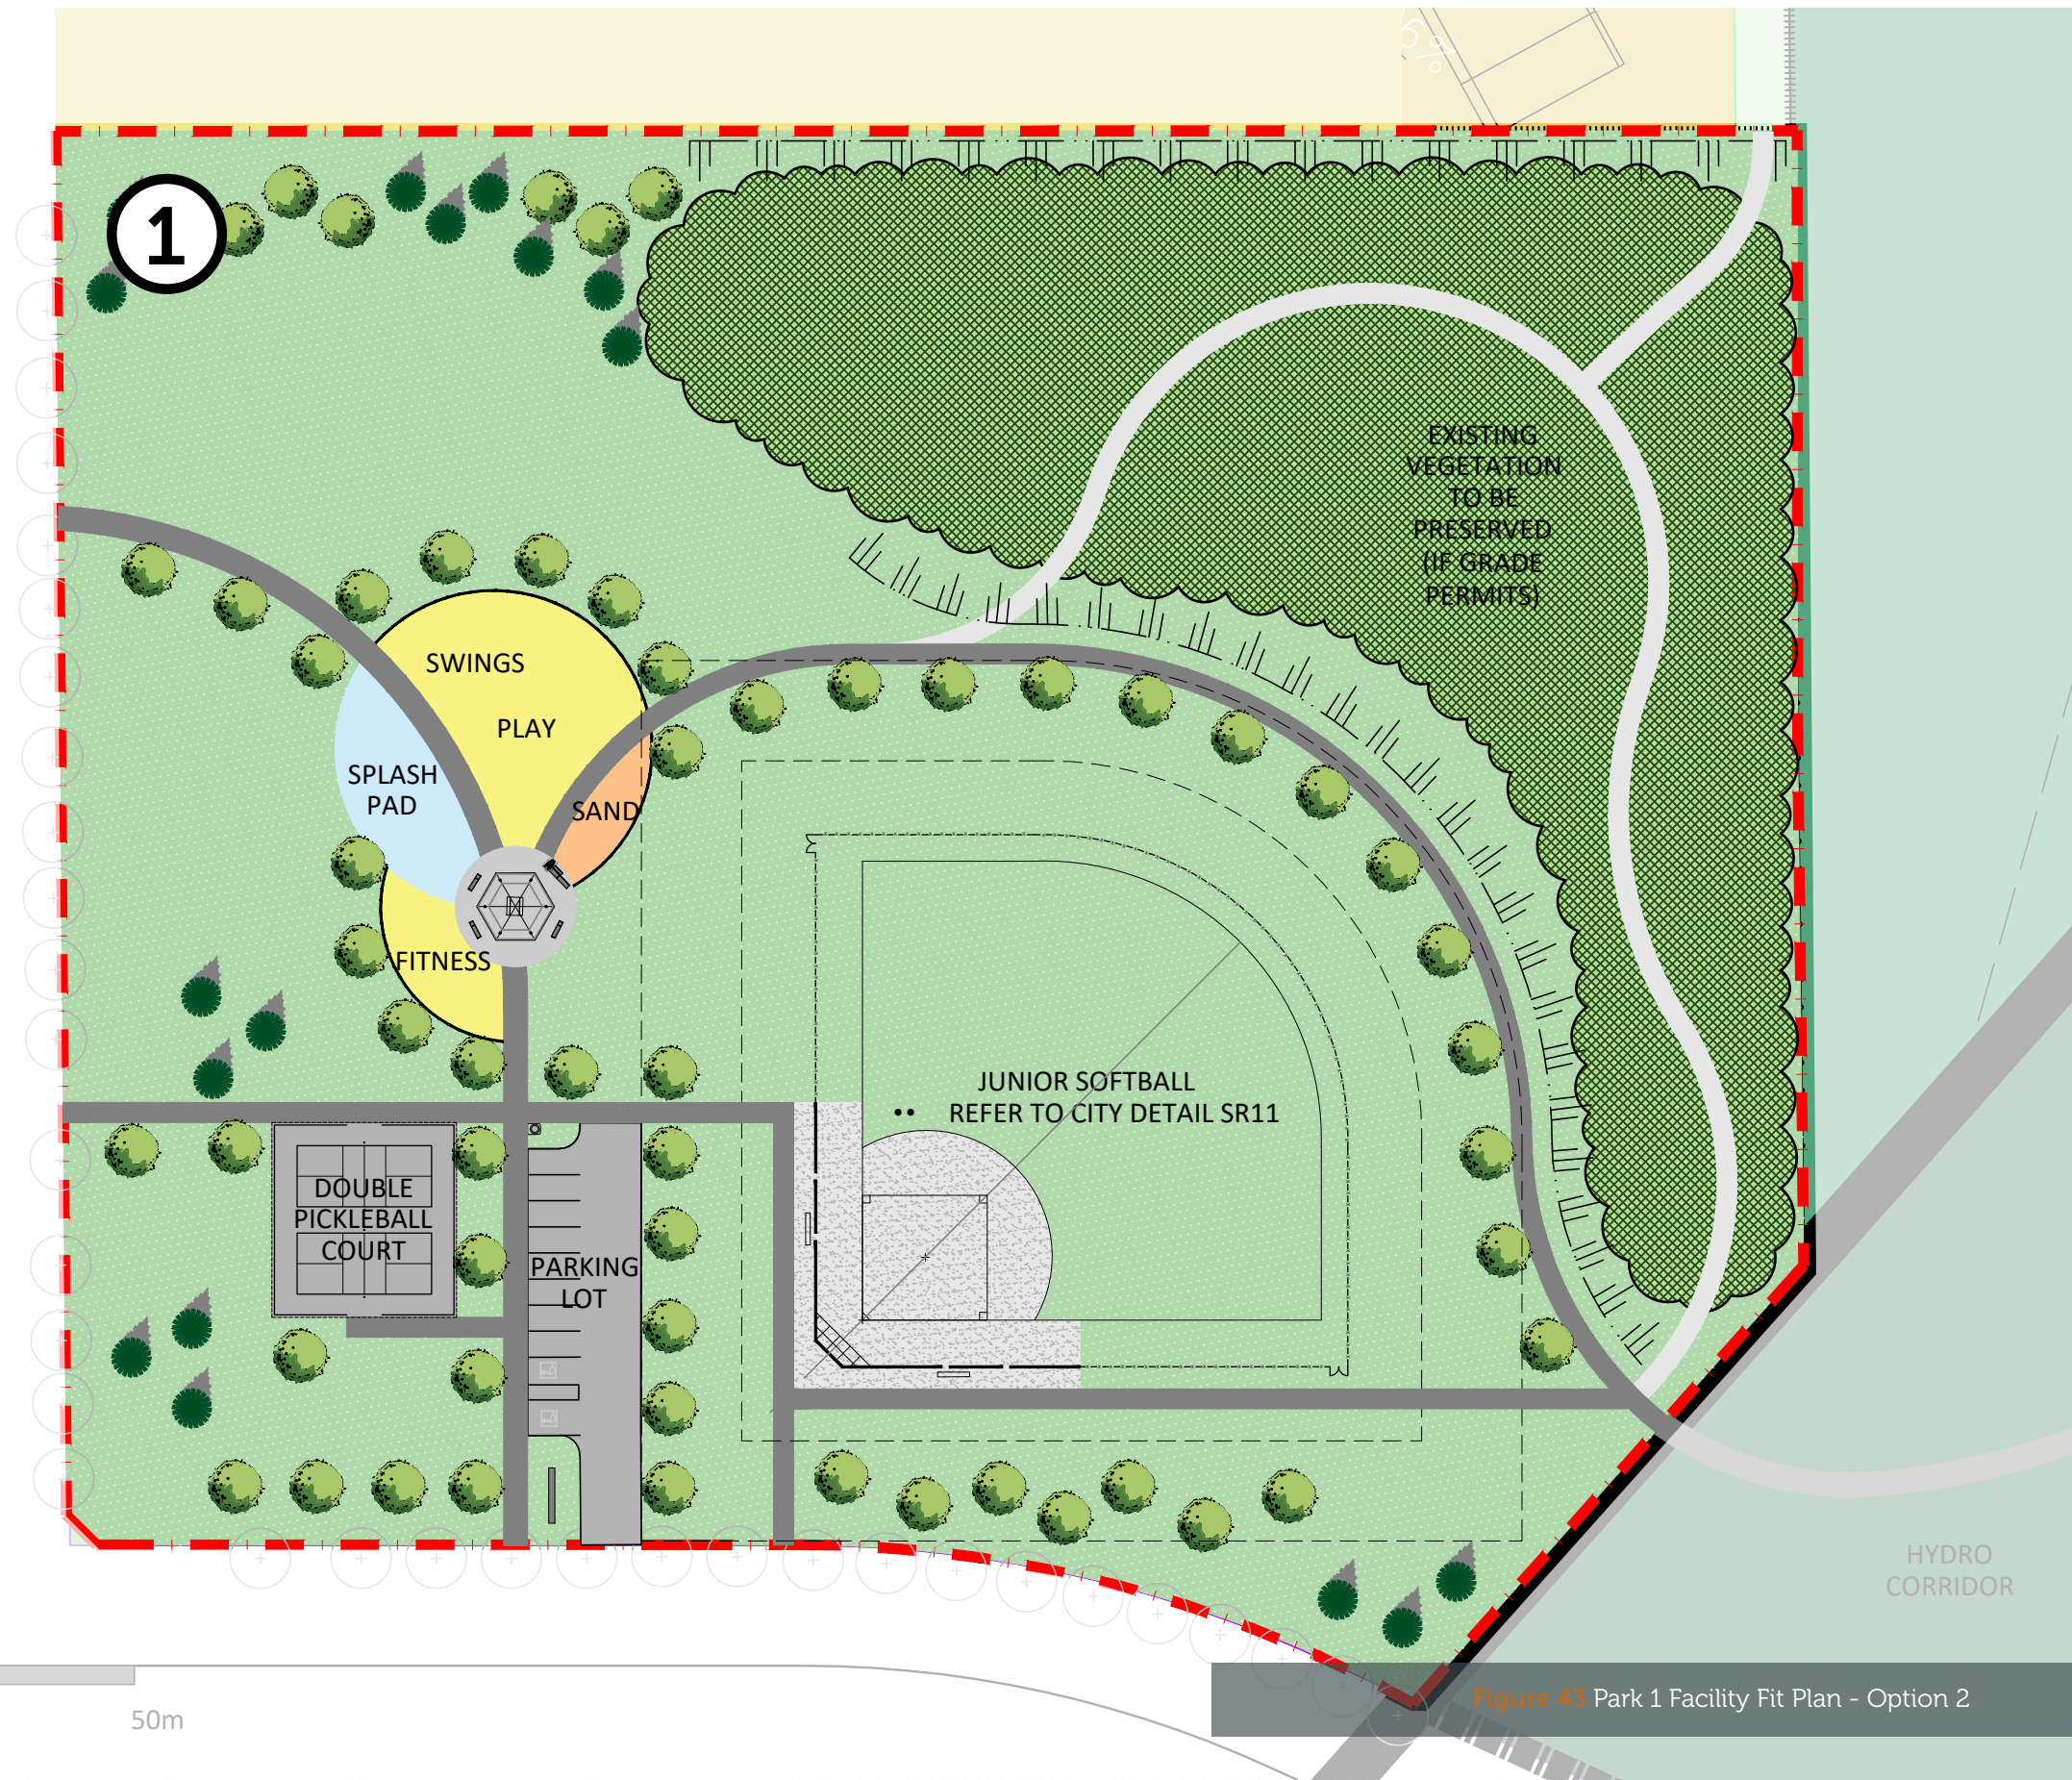 6%
1
EXISTING
VEGETATION
TO BE
PRESERVED
(IF GRADE
PERMITS)
SWINGS
PLAY
SPLASH
PAD
SAND
FITNESS
JUNIOR SOFTBALL
REFER TO CITY DETAIL SR11
DOUBLE
PICKLEBALL
COURT
PARKING
LOT
HYDRO
CORRIDOR
50m
Figure 43 Park 1 Facility Fit Plan - Option 2